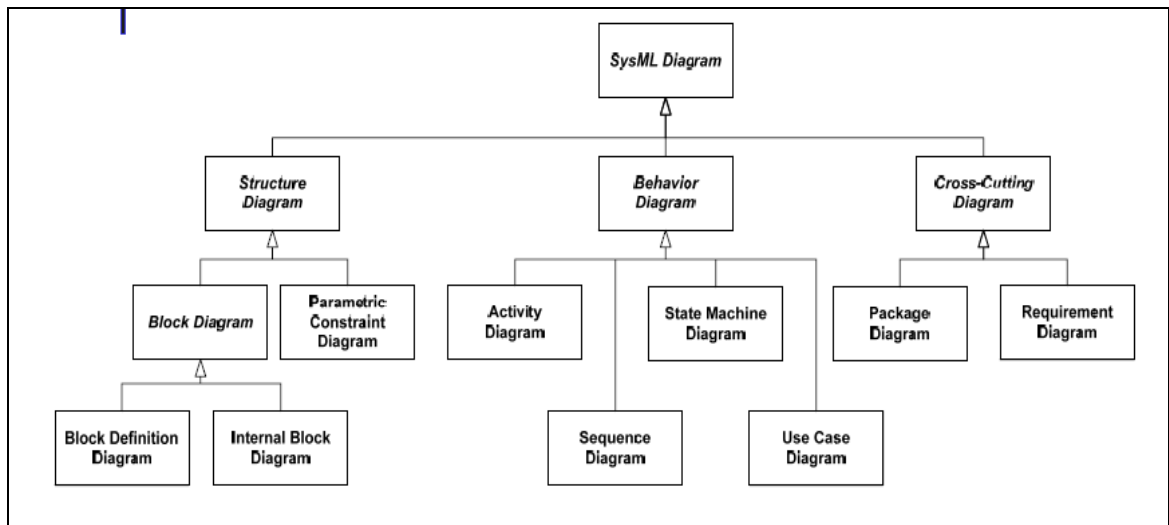 SysML Diagram
Structure
Diagram
Behavior
Diagram
Cross-Cutting
Diagram
Block Diagram
Parametric
Constraint
Diagram
Activity
Diagram
State Machine
Diagram
Package
Diagram
Requirement
Diagram
Block Definition
Diagram
Internal Block
Diagram
Sequence
Diagram
Use Case
Diagram